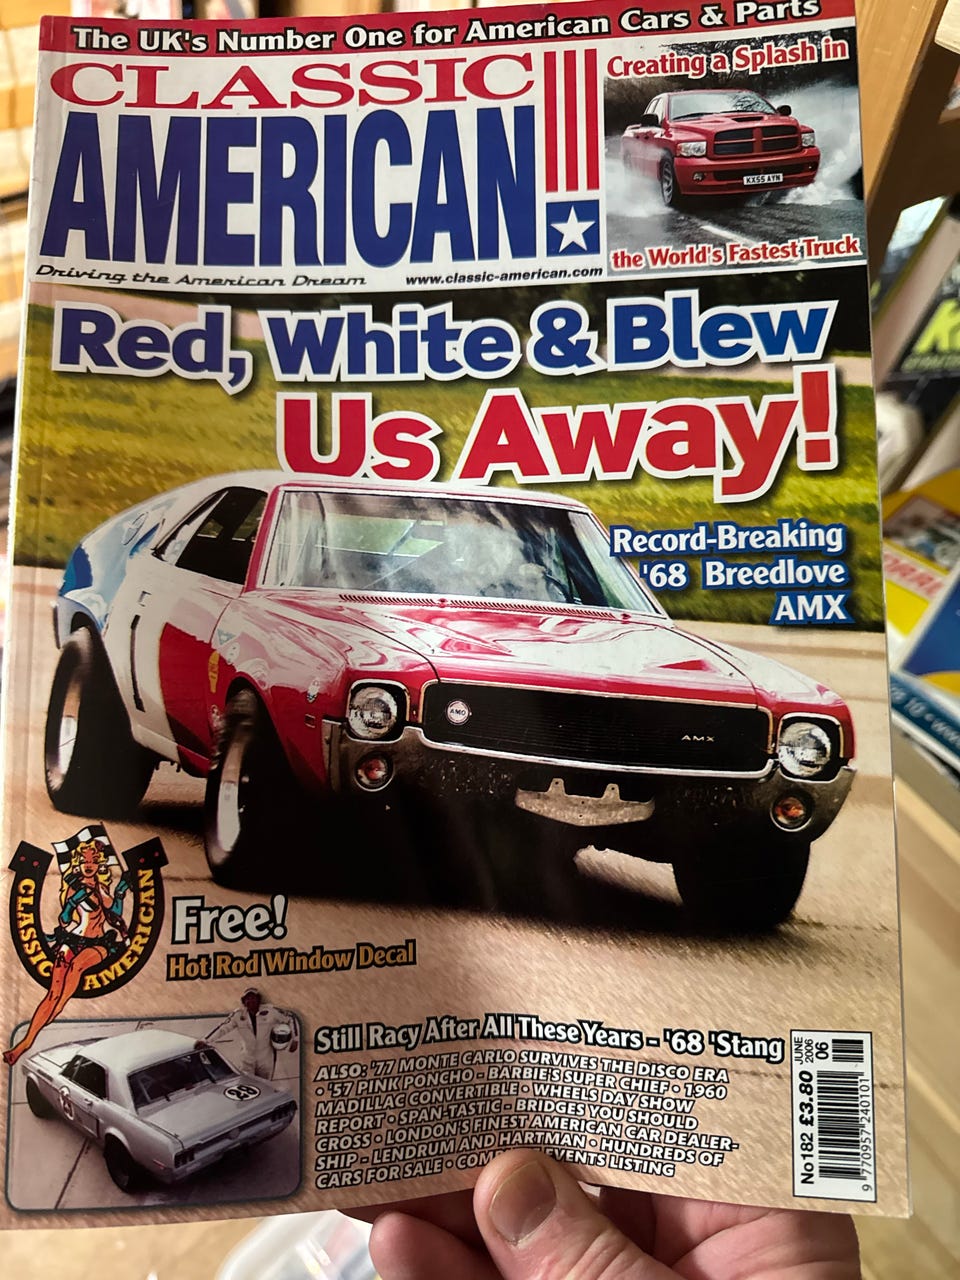 The UK's Number One for American Cars & Parts
CLASSIC
AMERICAN
Driving the American Dream
www.classic-american.com
Creating a Splash in
KX55 AYN
the World's Fastest Truck
Red, White & Blew
Us Away!
Record-Breaking
'68 Breedlove
AMX
AMO
AMX
CLASSIC
AMERICAN
Free!
Hot Rod Window Decal
Still Racy After All These Years - '68 'Stang
ALSO: '77 MONTE CARLO SURVIVES THE DISCO ERA
• '57 PINK PONCHO - BARBIE'S SUPER CHIEF • 1960
MADILLAC CONVERTIBLE • WHEELS DAY SHOW
REPORT • SPAN-TASTIC - BRIDGES YOU SHOULD
CROSS • LONDON'S FINEST AMERICAN CAR DEALER-
SHIP - LENDRUM AND HARTMAN • HUNDREDS OF
CARS FOR SALE • EVENTS LISTING
No182 £3.80 JUNE 2006
06
9 770957 240101